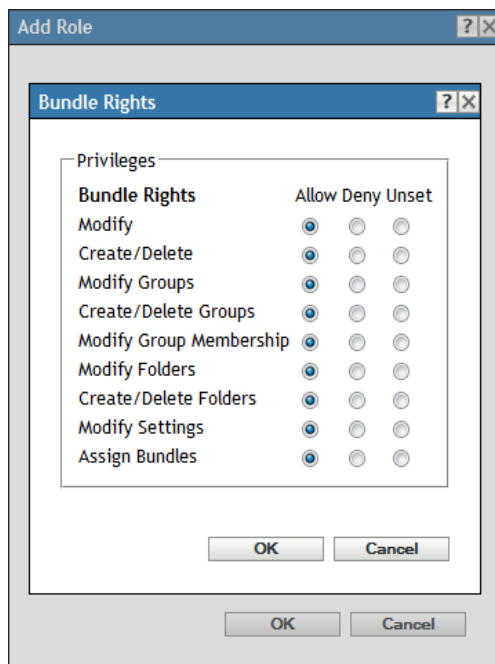 Add Role
Bundle Rights
Privileges
Bundle Rights Allow Deny Unset
Modify
Create/Delete
Modify Groups
Create/Delete Groups
Modify Group Membership
Modify Folders
Create/Delete Folders
Modify Settings
Assign Bundles
OK Cancel
OK Cancel